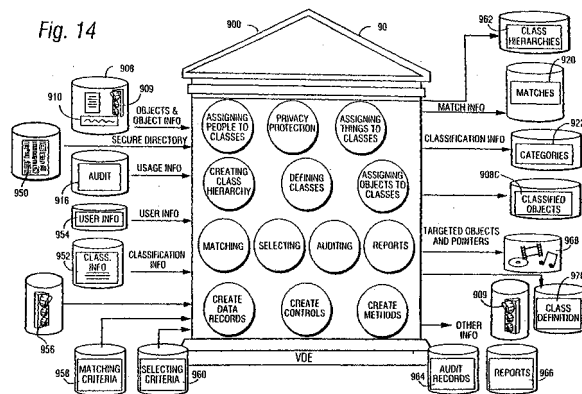 Fig. 14
900
90
962
CLASS
HIERARCHIES
908
909
910
OBJECTS &
OBJECT INFO
SECURE DIRECTORY
950
AUDIT
916
USAGE INFO
USER INFO
954
USER INFO
CLASS.
INFO
952
CLASSIFICATION
INFO
956
MATCHING
CRITERIA
958
SELECTING
CRITERIA
960
ASSIGNING
PEOPLE TO
CLASSES
PRIVACY
PROTECTION
ASSIGNING
THINGS TO
CLASSES
CREATING
CLASS
HIERARCHY
DEFINING
CLASSES
ASSIGNING
OBJECTS TO
CLASSES
MATCHING
SELECTING
AUDITING
REPORTS
CREATE
DATA
RECORDS
CREATE
CONTROLS
CREATE
METHODS
VDE
MATCH INFO
920
MATCHES
CLASSIFICATION INFO
922
CATEGORIES
908C
CLASSIFIED
OBJECTS
TARGETED OBJECTS
AND POINTERS
968
970
CLASS
DEFINITION
909
OTHER
INFO
AUDIT
RECORDS
964
REPORTS
966